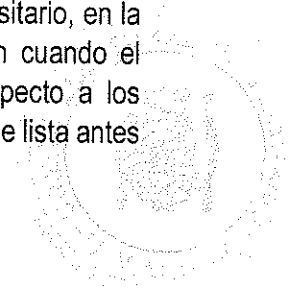 sitario, en la
cuando el
pecto a los
e lista antes